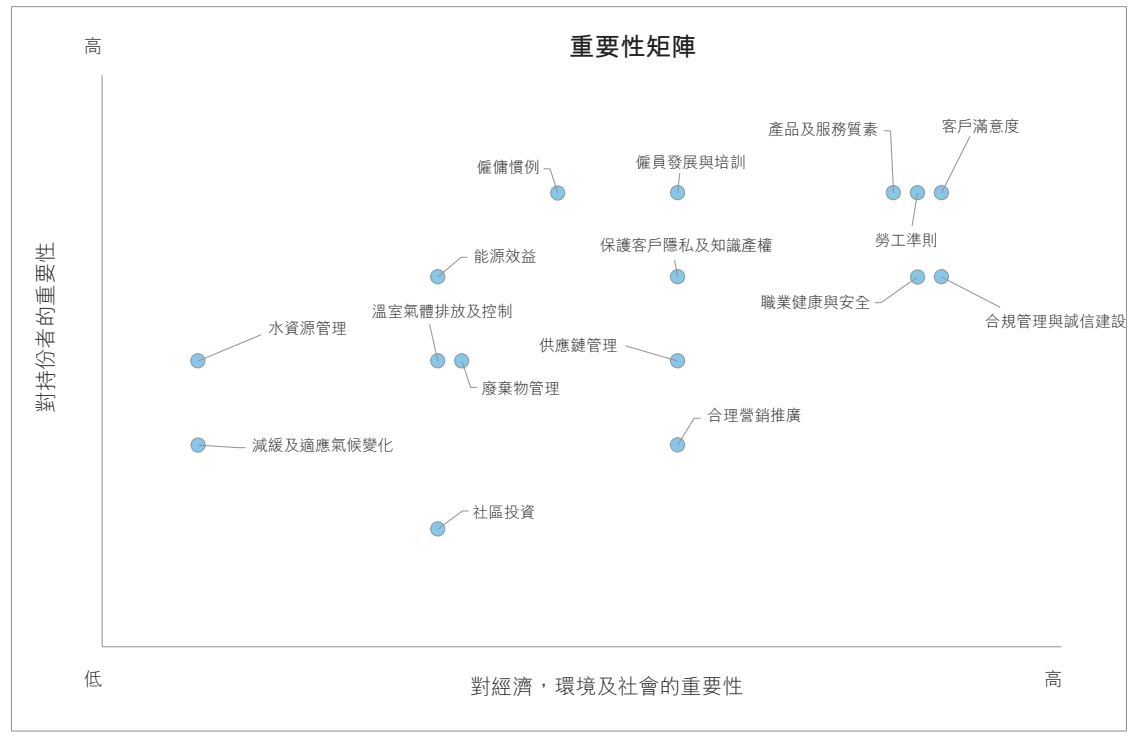 重要性矩陣
高
客戶滿意度
產品及服務質素
僱員發展與培訓
僱傭慣例
勞工準則
保護客戶隱私及知識產權
能源效益
職業健康與安全
溫室氣體排放及控制
合規管理與誠信建設
水資源管理
供應鏈管理
廢棄物管理
合理營銷推廣
減緩及適應氣候變化
社區投資
對持份者的重要性
低
對經濟，環境及社會的重要性
高